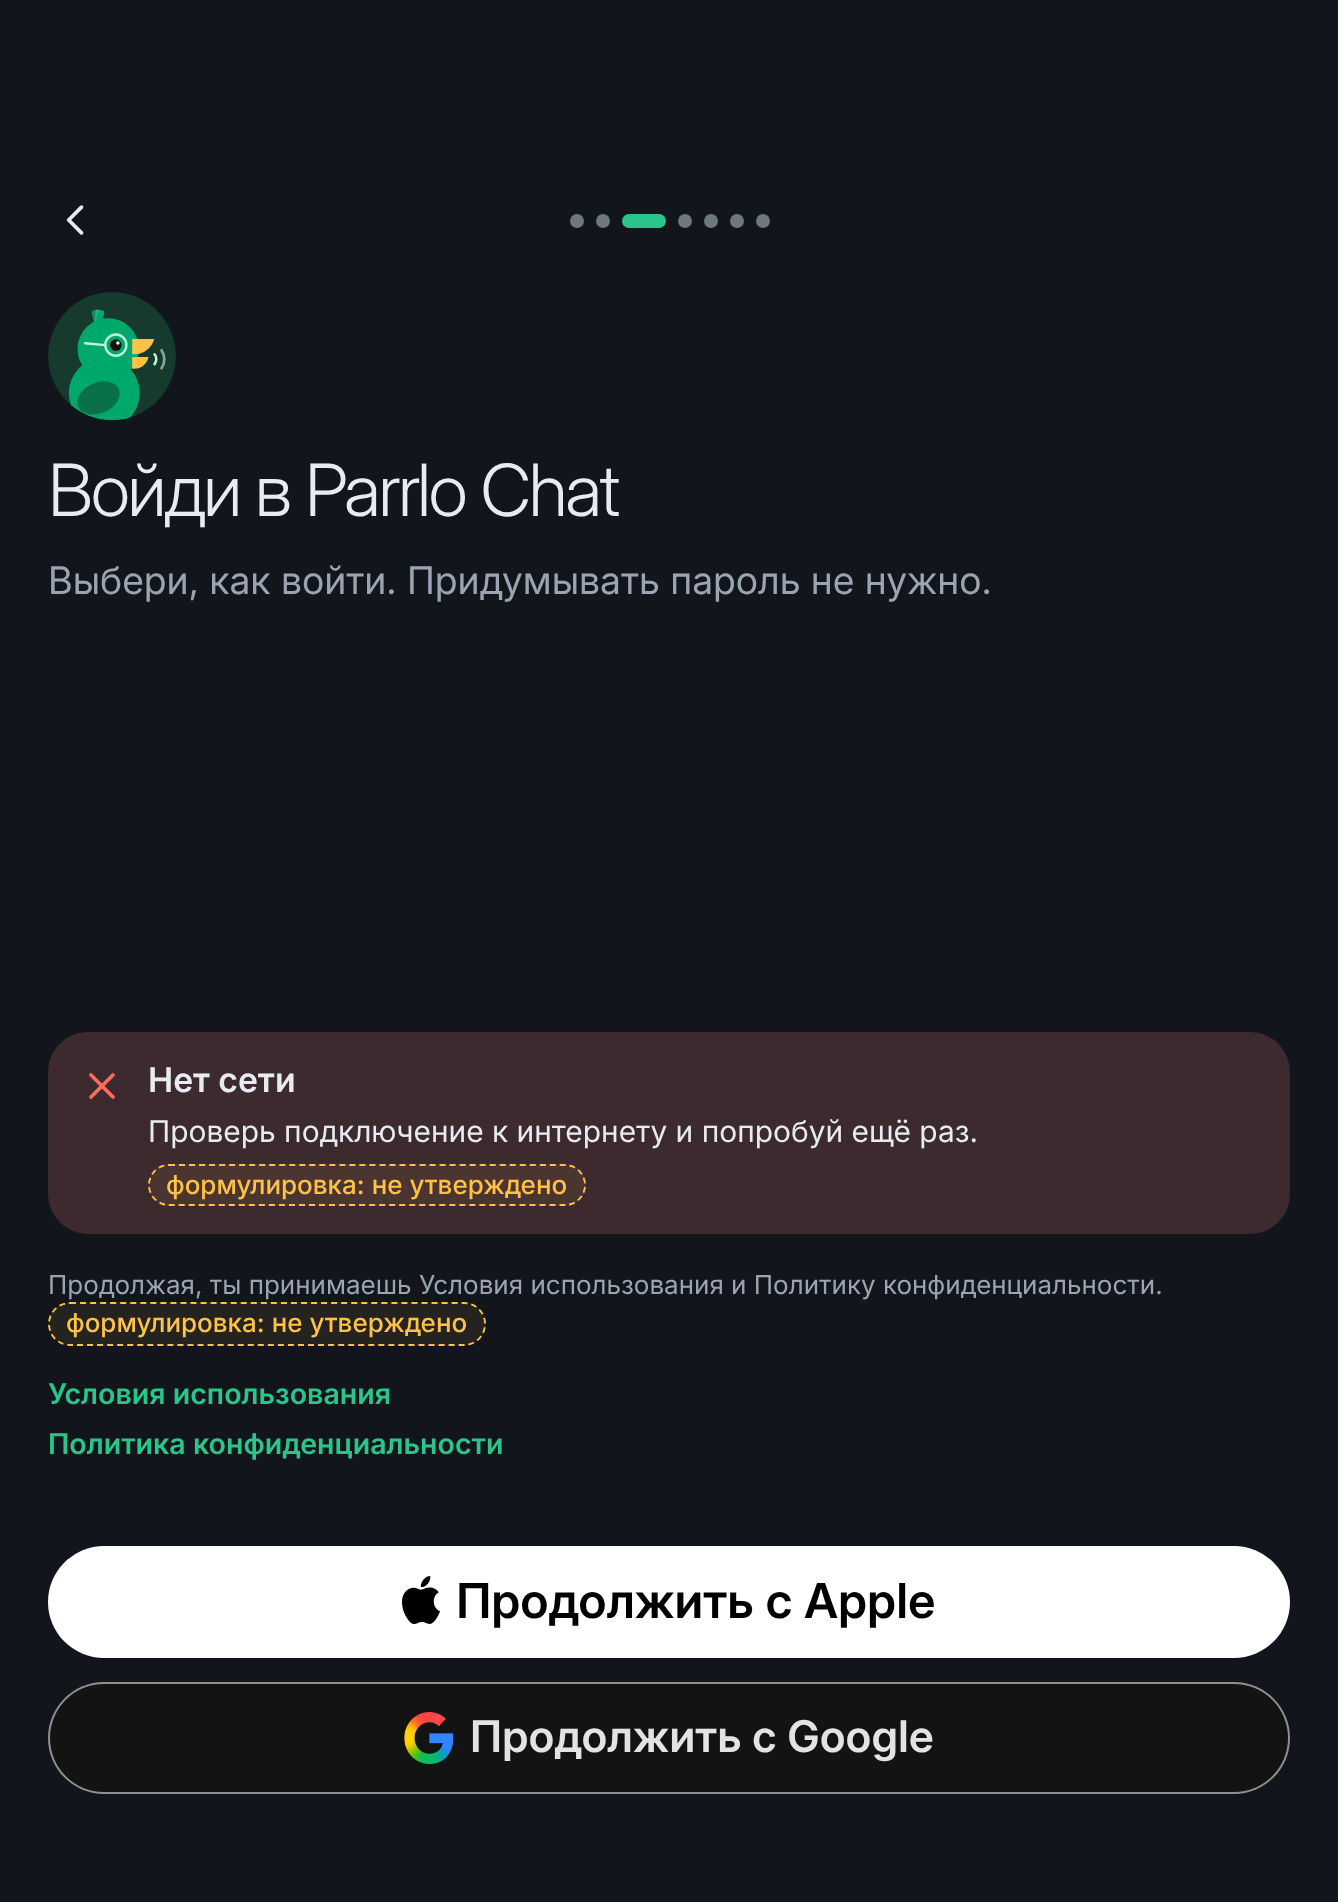 Войди в Parrlo Chat
Выбери, как войти. Придумывать пароль не нужно.
Нет сети
Проверь подключение к интернету и попробуй ещё раз.
формулировка: не утверждено
Продолжая, ты принимаешь Условия использования и Политику конфиденциальности.
формулировка: не утверждено
Условия использования
Политика конфиденциальности
Продолжить с Apple
Продолжить с Google